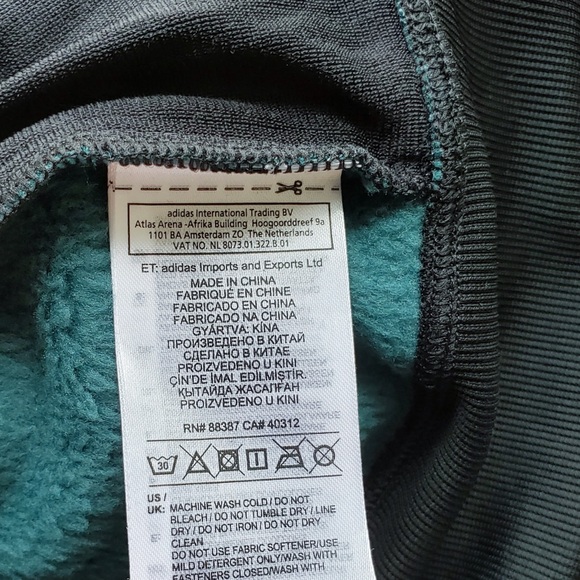 adidas International Trading BV
Atlas Arena -Afrika Building Hoogoorddreef 9a
1101 BA Amsterdam ZO The Netherlands
VAT NO. NL 8073.01.322.B.01
ET: adidas Imports and Exports Ltd
MADE IN CHINA
FABRIQUÉ EN CHINE
FABRICADO EN CHINA
FABRICADO NA CHINA
GYÁRTVA: KÍNA
ПРОИЗВЕДЕНО В КИТАЙ
СДЕЛАНО В КИТАЕ
PROIZVEDENO U KINI
ÇİN'DE İMAL EDİLMİSTİR.
ҚЫТАЙДА ЖАСАЛҒАН
PROIZVEDENO U KINI
RN# 88387 CA# 40312
30
US /
UK: MACHINE WASH COLD / DO NOT
BLEACH / DO NOT TUMBLE DRY / LINE
DRY / DO NOT IRON / DO NOT DRY
CLEAN
DO NOT USE FABRIC SOFTENER/USE
MILD DETERGENT ONLY/WASH WITH
FASTENERS CLOSED/WASH WITH